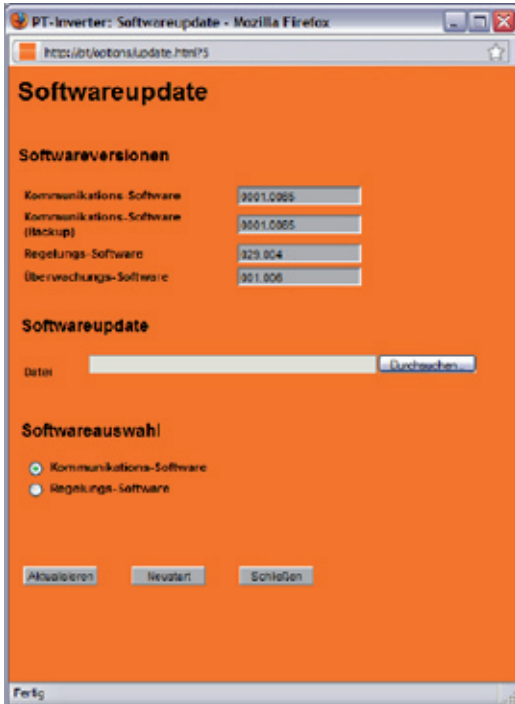 PT-Inverter: Softwareupdate - Mozilla Firefox
http://pt/options/update.html?5
Softwareupdate
Softwareversionen
Kommunikations-Software 0001.0065
Kommunikations-Software
(Backup) 0001.0065
Regelungs-Software 029.004
Überwachungs-Software 001.006
Softwareupdate
Datei Durchsuchen...
Softwareauswahl
Kommunikations-Software
Regelungs-Software
Aktualisieren Neustart Schließen
Fertig